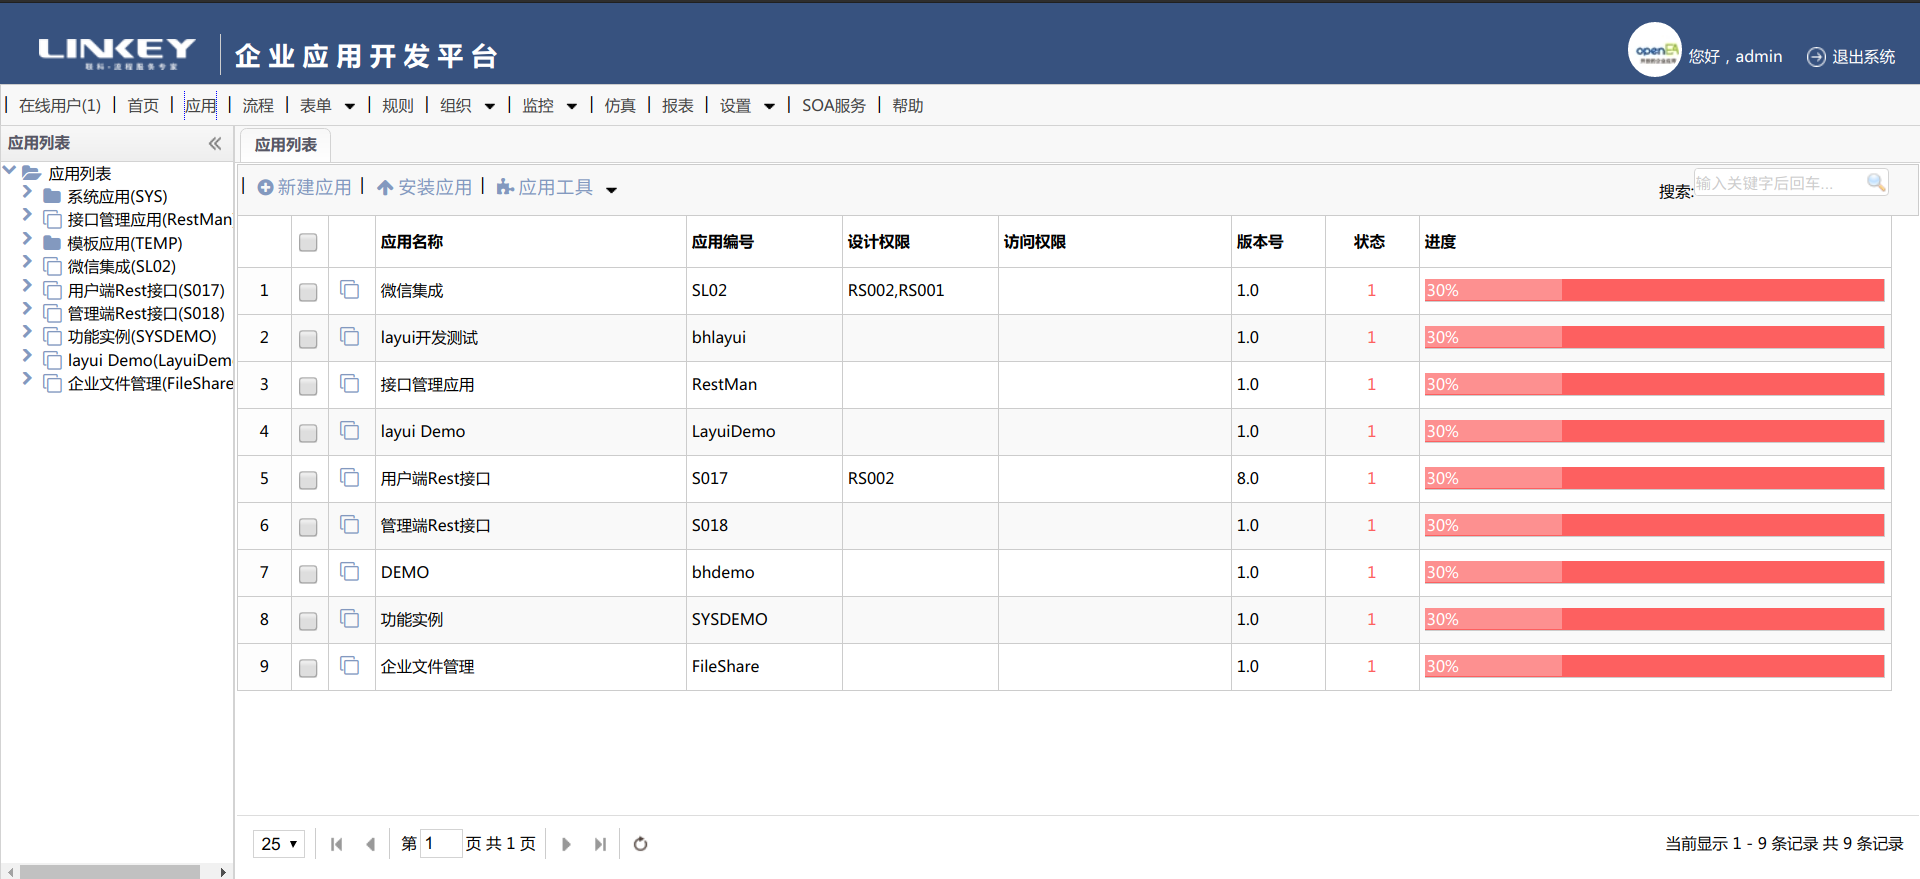 LINKEY
联科·流程服务专家
企业应用开发平台
openEA
开放的企业应用
您好，admin
退出系统
在线用户(1) 首页 应用 流程 表单 规则 组织 监控 仿真 报表 设置 SOA服务 帮助
应用列表
应用列表
系统应用(SYS)
接口管理应用(RestMan
模板应用(TEMP)
微信集成(SL02)
用户端Rest接口(S017)
管理端Rest接口(S018)
功能实例(SYSDEMO)
layui Demo(LayuiDem
企业文件管理(FileShare
应用列表
新建应用 安装应用 应用工具
搜索:输入关键字后回车...
应用名称 应用编号 设计权限 访问权限 版本号 状态 进度
1 微信集成 SL02 RS002,RS001 1.0 1 30%
2 layui开发测试 bhlayui 1.0 1 30%
3 接口管理应用 RestMan 1.0 1 30%
4 layui Demo LayuiDemo 1.0 1 30%
5 用户端Rest接口 S017 RS002 8.0 1 30%
6 管理端Rest接口 S018 1.0 1 30%
7 DEMO bhdemo 1.0 1 30%
8 功能实例 SYSDEMO 1.0 1 30%
9 企业文件管理 FileShare 1.0 1 30%
25 第 1 页 共 1 页
当前显示 1 - 9 条记录 共 9 条记录